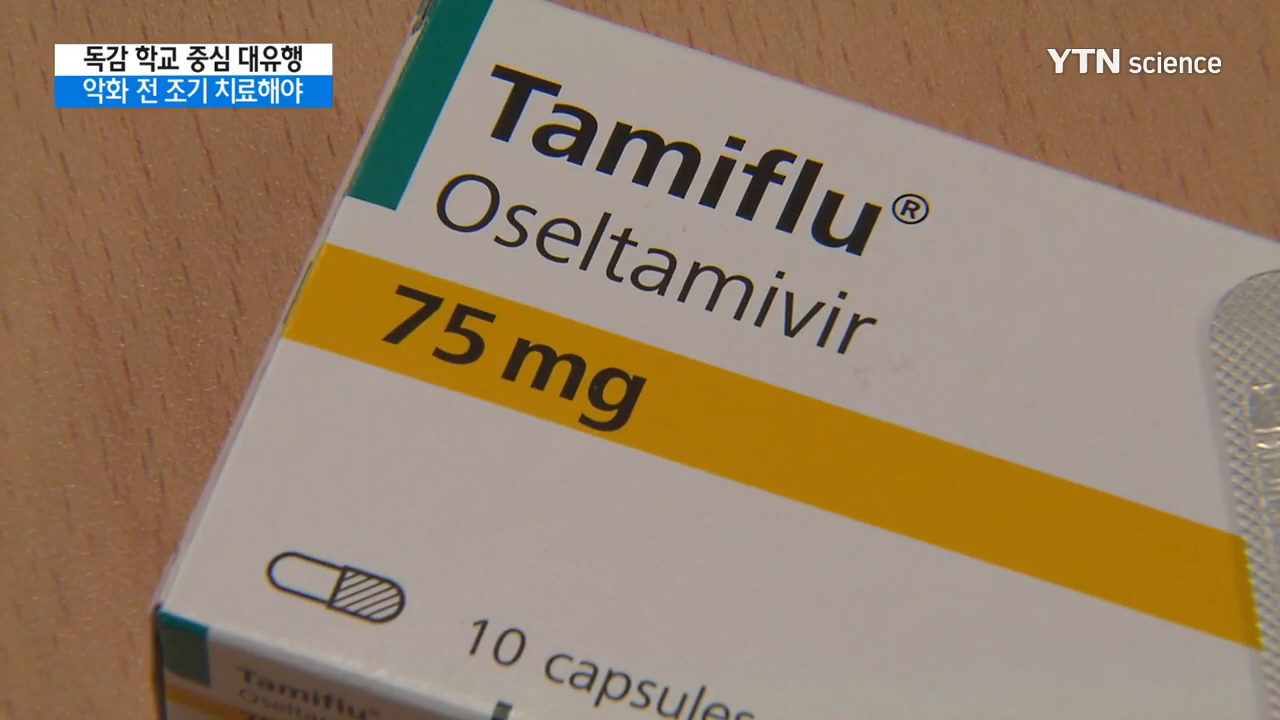 독감 학교 중심 대유행
악화 전 조기 치료해야
YTN science
Tamiflu®
Oseltamivir
75 mg
10 capsules
Tamiflu®